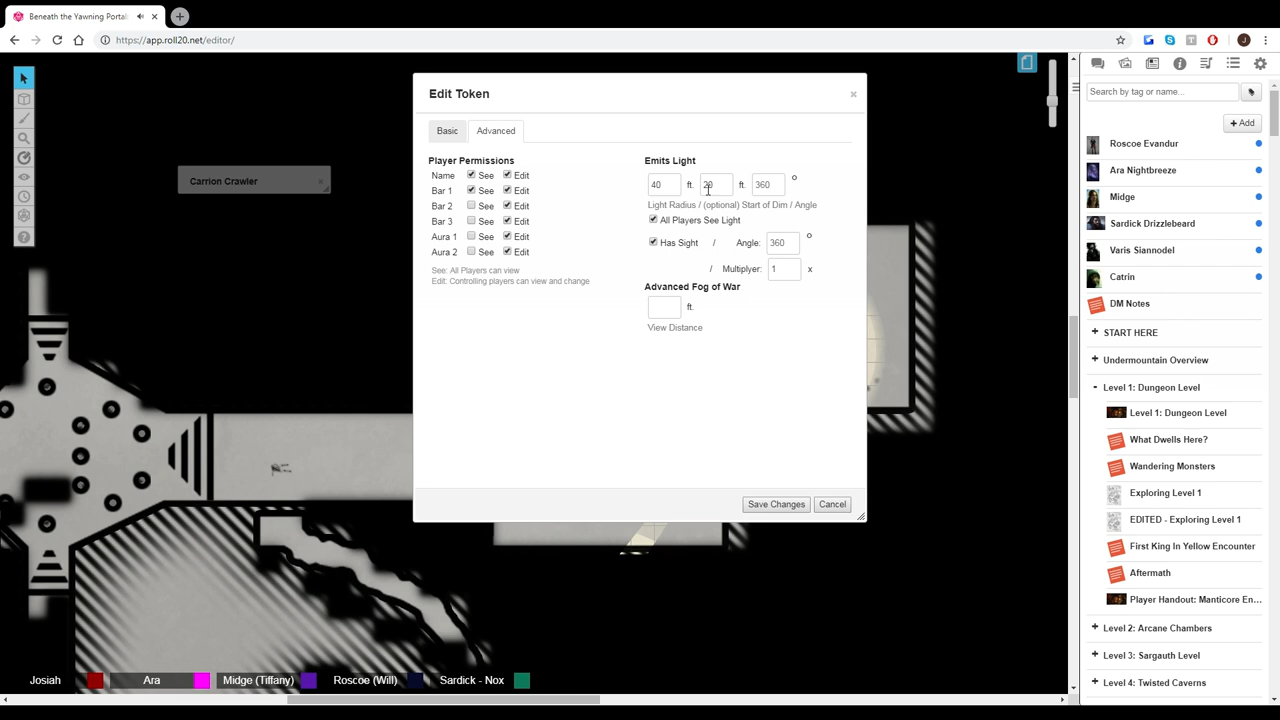 Beneath the Yawning Portal
https://app.roll20.net/editor/
J
Carrion Crawler
Edit Token
Basic
Advanced
Player Permissions
Name See Edit
Bar 1 See Edit
Bar 2 See Edit
Bar 3 See Edit
Aura 1 See Edit
Aura 2 See Edit
See: All Players can view
Edit: Controlling players can view and change
Emits Light
40 ft. 20 ft. 360 °
Light Radius / (optional) Start of Dim / Angle
All Players See Light
Has Sight / Angle: 360 °
/ Multiplyer: 1 x
Advanced Fog of War
ft.
View Distance
Save Changes
Cancel
Search by tag or name...
+ Add
Roscoe Evandur
Ara Nightbreeze
Midge
Sardick Drizzlebeard
Varis Siannodel
Catrin
DM Notes
+ START HERE
+ Undermountain Overview
- Level 1: Dungeon Level
Level 1: Dungeon Level
What Dwells Here?
Wandering Monsters
Exploring Level 1
EDITED - Exploring Level 1
First King In Yellow Encounter
Aftermath
Player Handout: Manticore En...
+ Level 2: Arcane Chambers
+ Level 3: Sargauth Level
+ Level 4: Twisted Caverns
Josiah
Ara
Midge (Tiffany)
Roscoe (Will)
Sardick - Nox